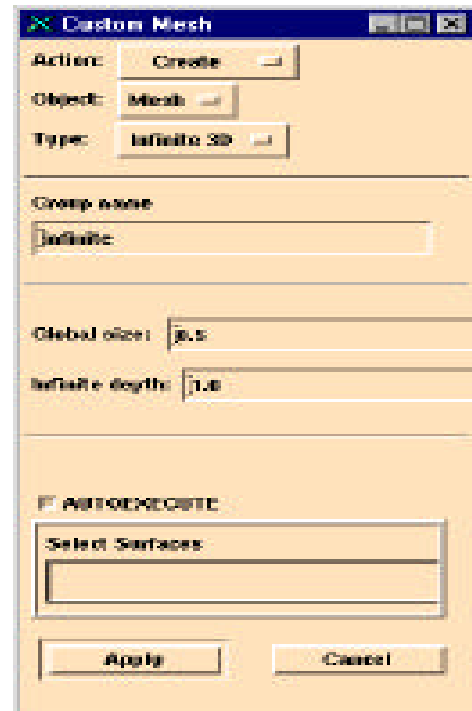 Custom Mesh
Action: Create
Object: Mesh
Type: Infinite 3D
Group name
Infinite
Global size: 0.5
Infinite depth: 1.0
AUTOEXECUTE
Select Surfaces
Apply Cancel